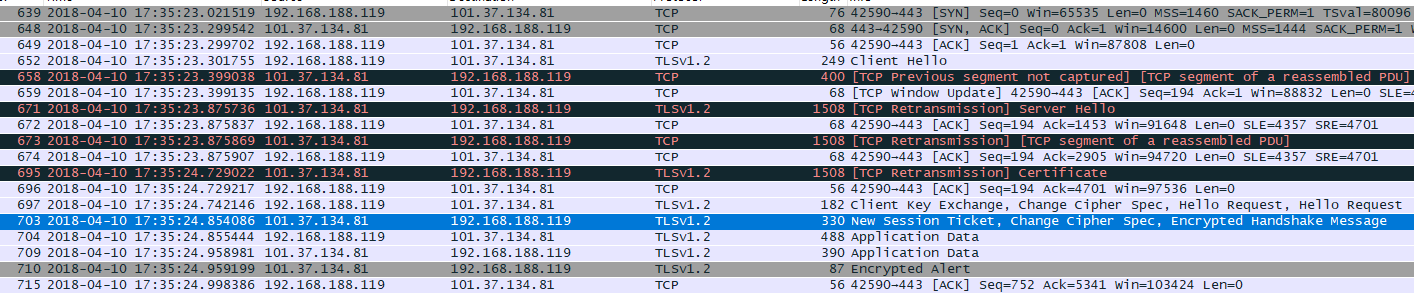 639 2018-04-10 17:35:23.021519 192.168.188.119 101.37.134.81 TCP 76 42590→443 [SYN] Seq=0 Win=65535 Len=0 MSS=1460 SACK_PERM=1 TSval=80096
648 2018-04-10 17:35:23.299542 101.37.134.81 192.168.188.119 TCP 68 443→42590 [SYN, ACK] Seq=0 Ack=1 Win=14600 Len=0 MSS=1444 SACK_PERM=1 W
649 2018-04-10 17:35:23.299702 192.168.188.119 101.37.134.81 TCP 56 42590→443 [ACK] Seq=1 Ack=1 Win=87808 Len=0
652 2018-04-10 17:35:23.301755 192.168.188.119 101.37.134.81 TLSv1.2 249 Client Hello
658 2018-04-10 17:35:23.399038 101.37.134.81 192.168.188.119 TCP 400 [TCP Previous segment not captured] [TCP segment of a reassembled PDU]
659 2018-04-10 17:35:23.399135 192.168.188.119 101.37.134.81 TCP 68 [TCP Window Update] 42590→443 [ACK] Seq=194 Ack=1 Win=88832 Len=0 SLE=4
671 2018-04-10 17:35:23.875736 101.37.134.81 192.168.188.119 TLSv1.2 1508 [TCP Retransmission] Server Hello
672 2018-04-10 17:35:23.875837 192.168.188.119 101.37.134.81 TCP 68 42590→443 [ACK] Seq=194 Ack=1453 Win=91648 Len=0 SLE=4357 SRE=4701
673 2018-04-10 17:35:23.875869 101.37.134.81 192.168.188.119 TCP 1508 [TCP Retransmission] [TCP segment of a reassembled PDU]
674 2018-04-10 17:35:23.875907 192.168.188.119 101.37.134.81 TCP 68 42590→443 [ACK] Seq=194 Ack=2905 Win=94720 Len=0 SLE=4357 SRE=4701
695 2018-04-10 17:35:24.729022 101.37.134.81 192.168.188.119 TLSv1.2 1508 [TCP Retransmission] Certificate
696 2018-04-10 17:35:24.729217 192.168.188.119 101.37.134.81 TCP 56 42590→443 [ACK] Seq=194 Ack=4701 Win=97536 Len=0
697 2018-04-10 17:35:24.742146 192.168.188.119 101.37.134.81 TLSv1.2 182 Client Key Exchange, Change Cipher Spec, Hello Request, Hello Request
703 2018-04-10 17:35:24.854086 101.37.134.81 192.168.188.119 TLSv1.2 330 New Session Ticket, Change Cipher Spec, Encrypted Handshake Message
704 2018-04-10 17:35:24.855444 192.168.188.119 101.37.134.81 TLSv1.2 488 Application Data
709 2018-04-10 17:35:24.958981 101.37.134.81 192.168.188.119 TLSv1.2 390 Application Data
710 2018-04-10 17:35:24.959199 101.37.134.81 192.168.188.119 TLSv1.2 87 Encrypted Alert
715 2018-04-10 17:35:24.998386 192.168.188.119 101.37.134.81 TCP 56 42590→443 [ACK] Seq=752 Ack=5341 Win=103424 Len=0